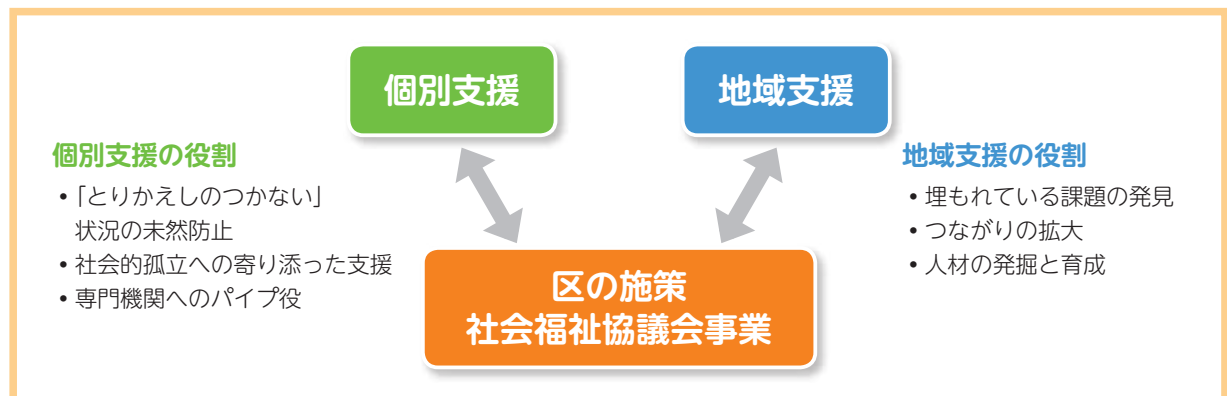 個別支援
地域支援
個別支援の役割
•「とりかえしのつかない」
状況の未然防止
• 社会的孤立への寄り添った支援
• 専門機関へのパイプ役
地域支援の役割
• 埋もれている課題の発見
• つながりの拡大
• 人材の発掘と育成
区の施策
社会福祉協議会事業